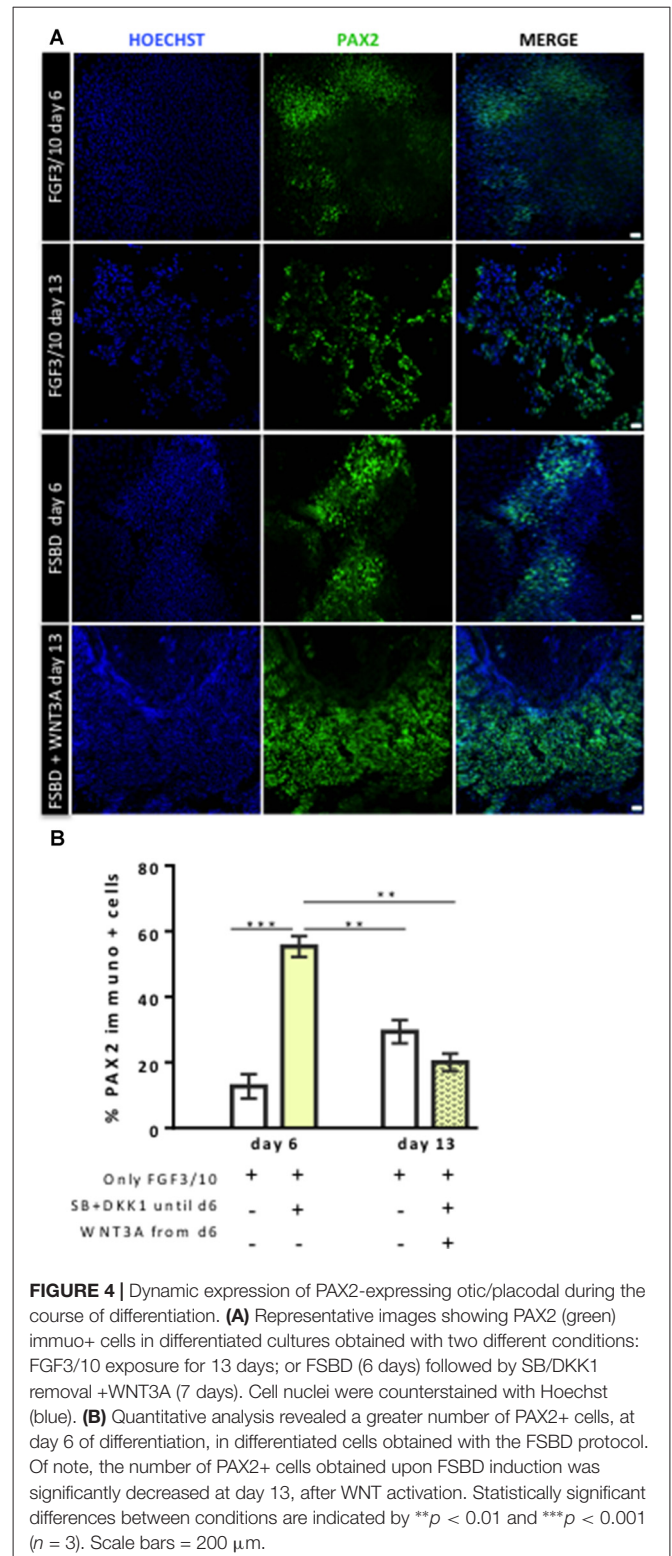 A
HOECHST PAX2 MERGE
FGF3/10 day 6
FGF3/10 day 13
FSBD day 6
FSBD + WNT3A day 13
B
% PAX2 immuno + cells
80
60
40
20
0
***
**
**
day 6 day 13
Only FGF3/10 + + + +
SB+DKK1 until d6 - + - +
WNT3A from d6 - - - +
FIGURE 4 | Dynamic expression of PAX2-expressing otic/placodal during the
course of differentiation. (A) Representative images showing PAX2 (green)
immuo+ cells in differentiated cultures obtained with two different conditions:
FGF3/10 exposure for 13 days; or FSBD (6 days) followed by SB/DKK1
removal +WNT3A (7 days). Cell nuclei were counterstained with Hoechst
(blue). (B) Quantitative analysis revealed a greater number of PAX2+ cells, at
day 6 of differentiation, in differentiated cells obtained with the FSBD protocol.
Of note, the number of PAX2+ cells obtained upon FSBD induction was
significantly decreased at day 13, after WNT activation. Statistically significant
differences between conditions are indicated by **p < 0.01 and ***p < 0.001
(n = 3). Scale bars = 200 μm.